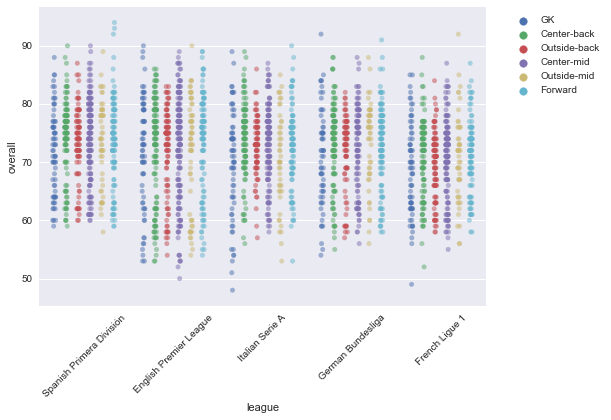 GK
Center-back
Outside-back
Center-mid
Outside-mid
Forward
overall
90
80
70
60
50
Spanish Primera División
English Premier League
Italian Serie A
German Bundesliga
French Ligue 1
league